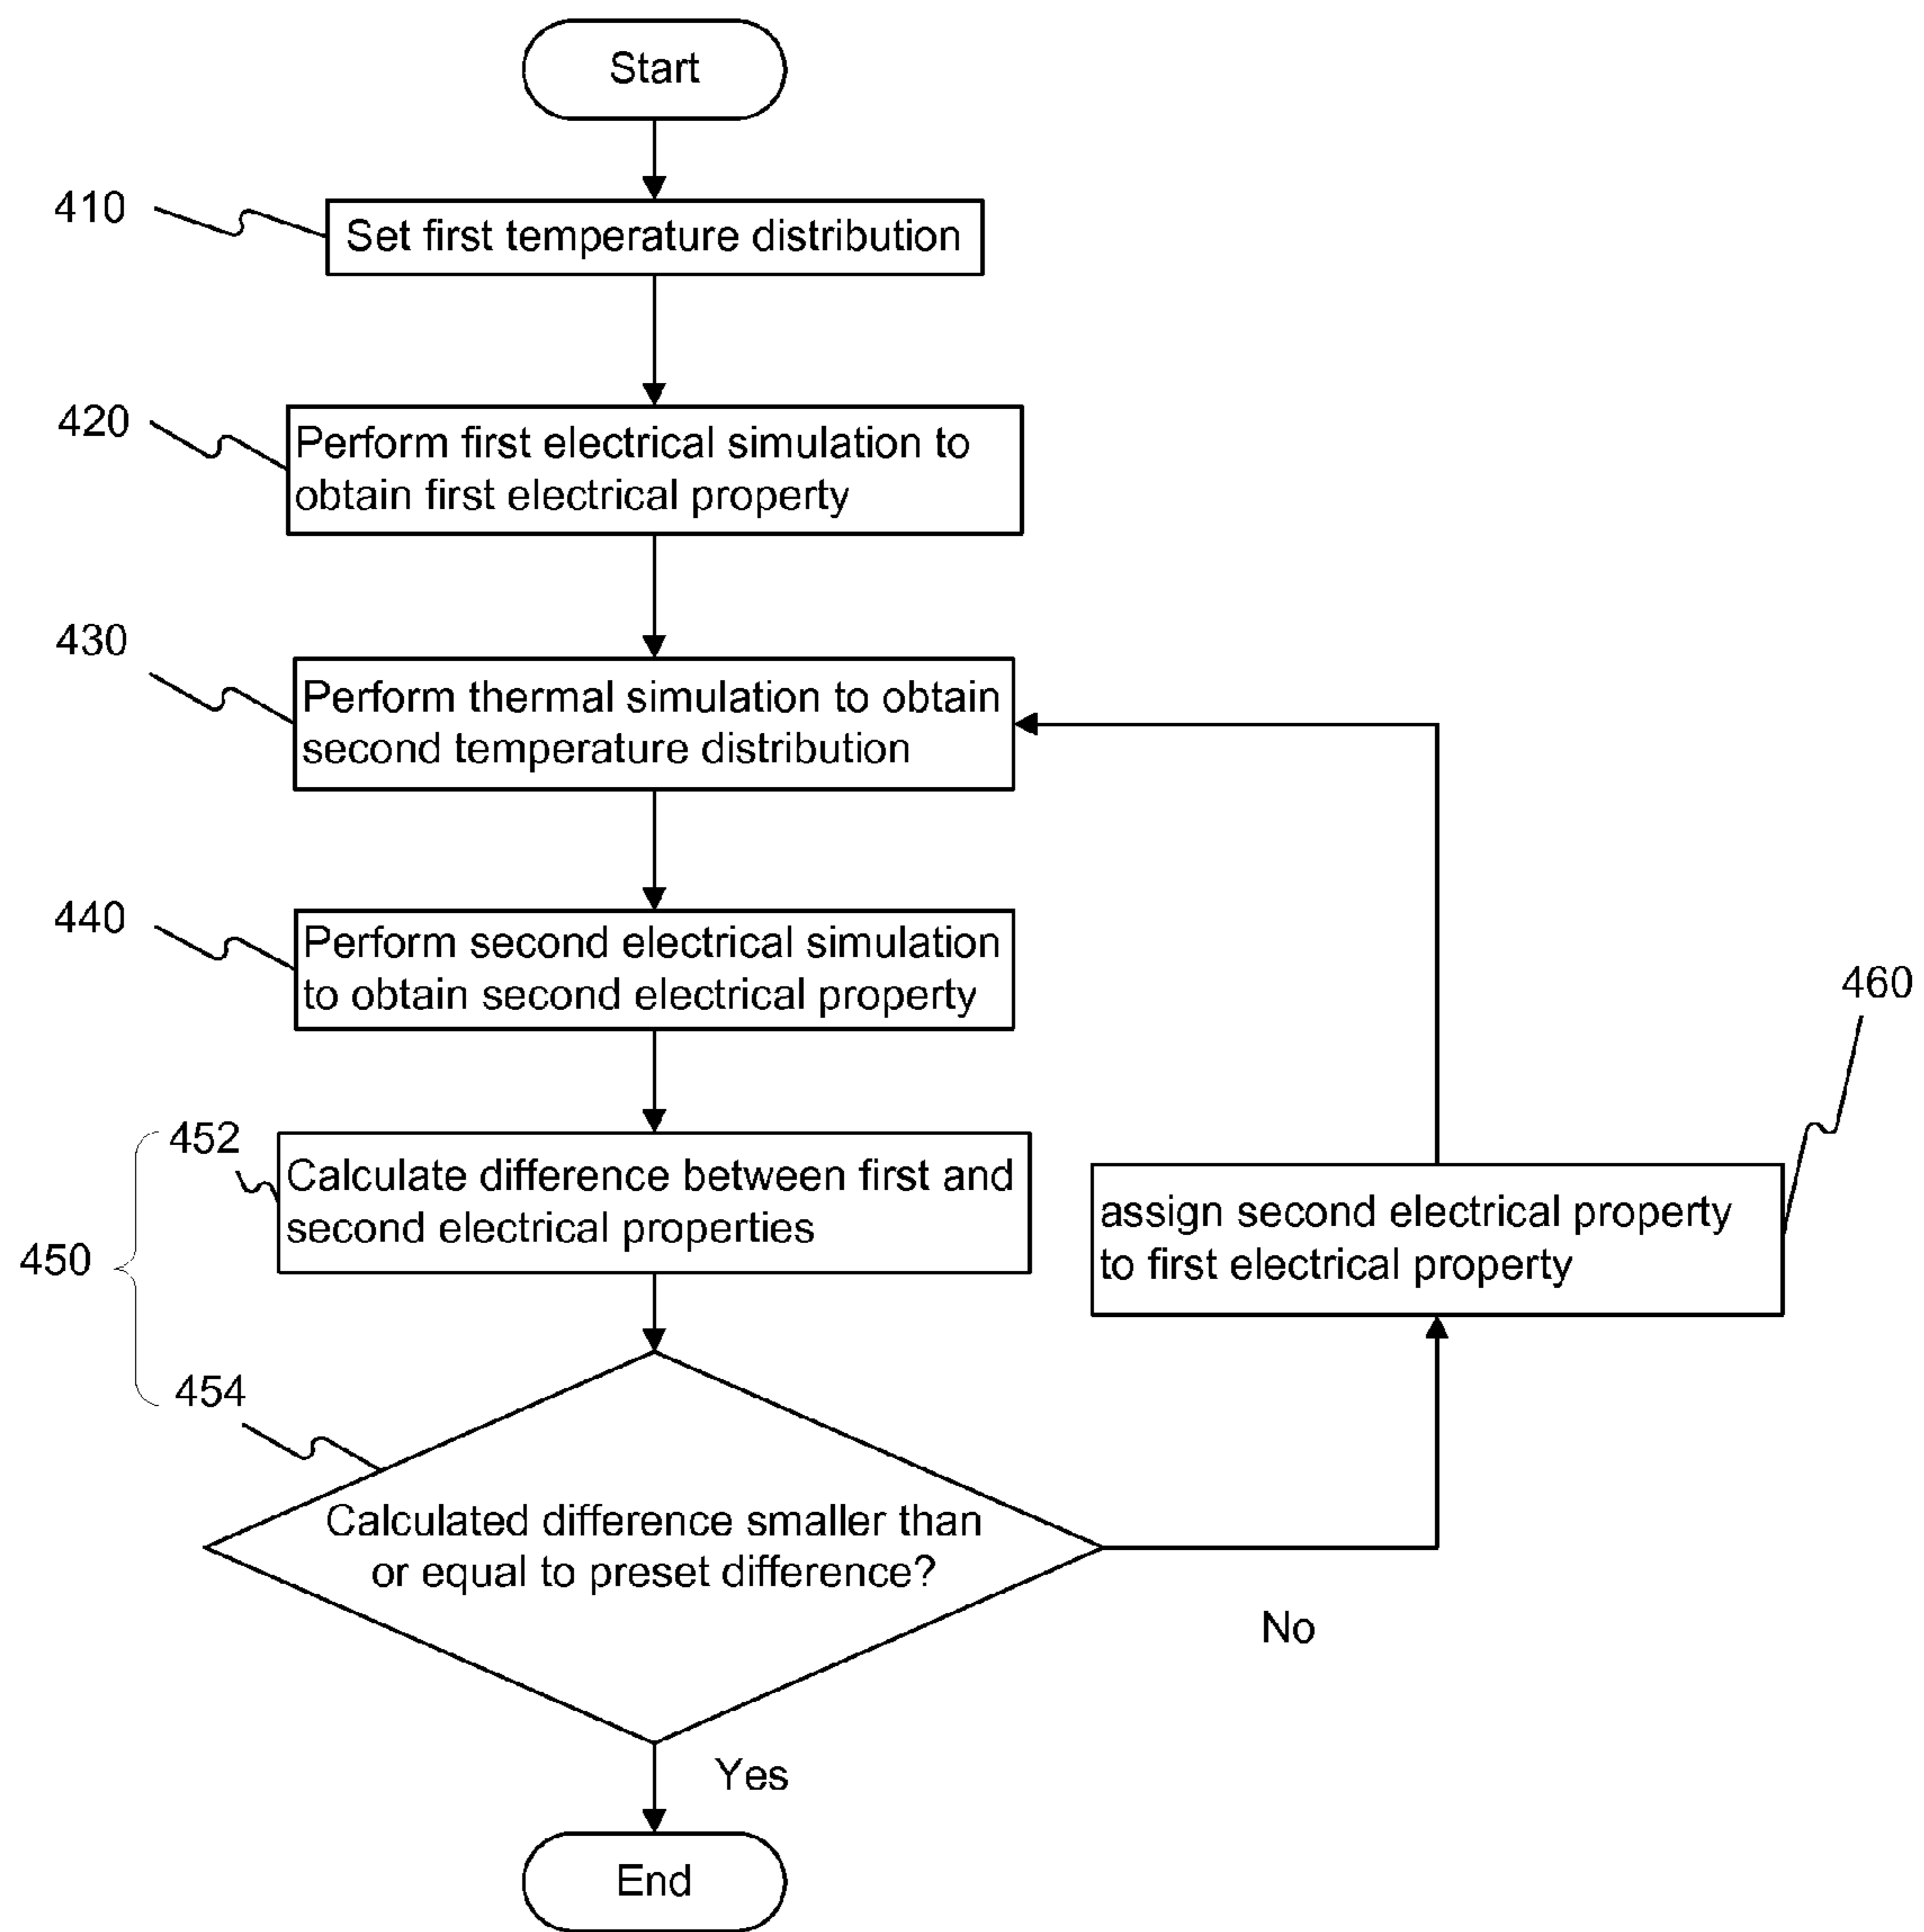 Start
410
Set first temperature distribution
420
Perform first electrical simulation to
obtain first electrical property
430
Perform thermal simulation to obtain
second temperature distribution
440
Perform second electrical simulation
to obtain second electrical property
460
450
452
Calculate difference between first and
second electrical properties
assign second electrical property
to first electrical property
454
Calculated difference smaller than
or equal to preset difference?
No
Yes
End